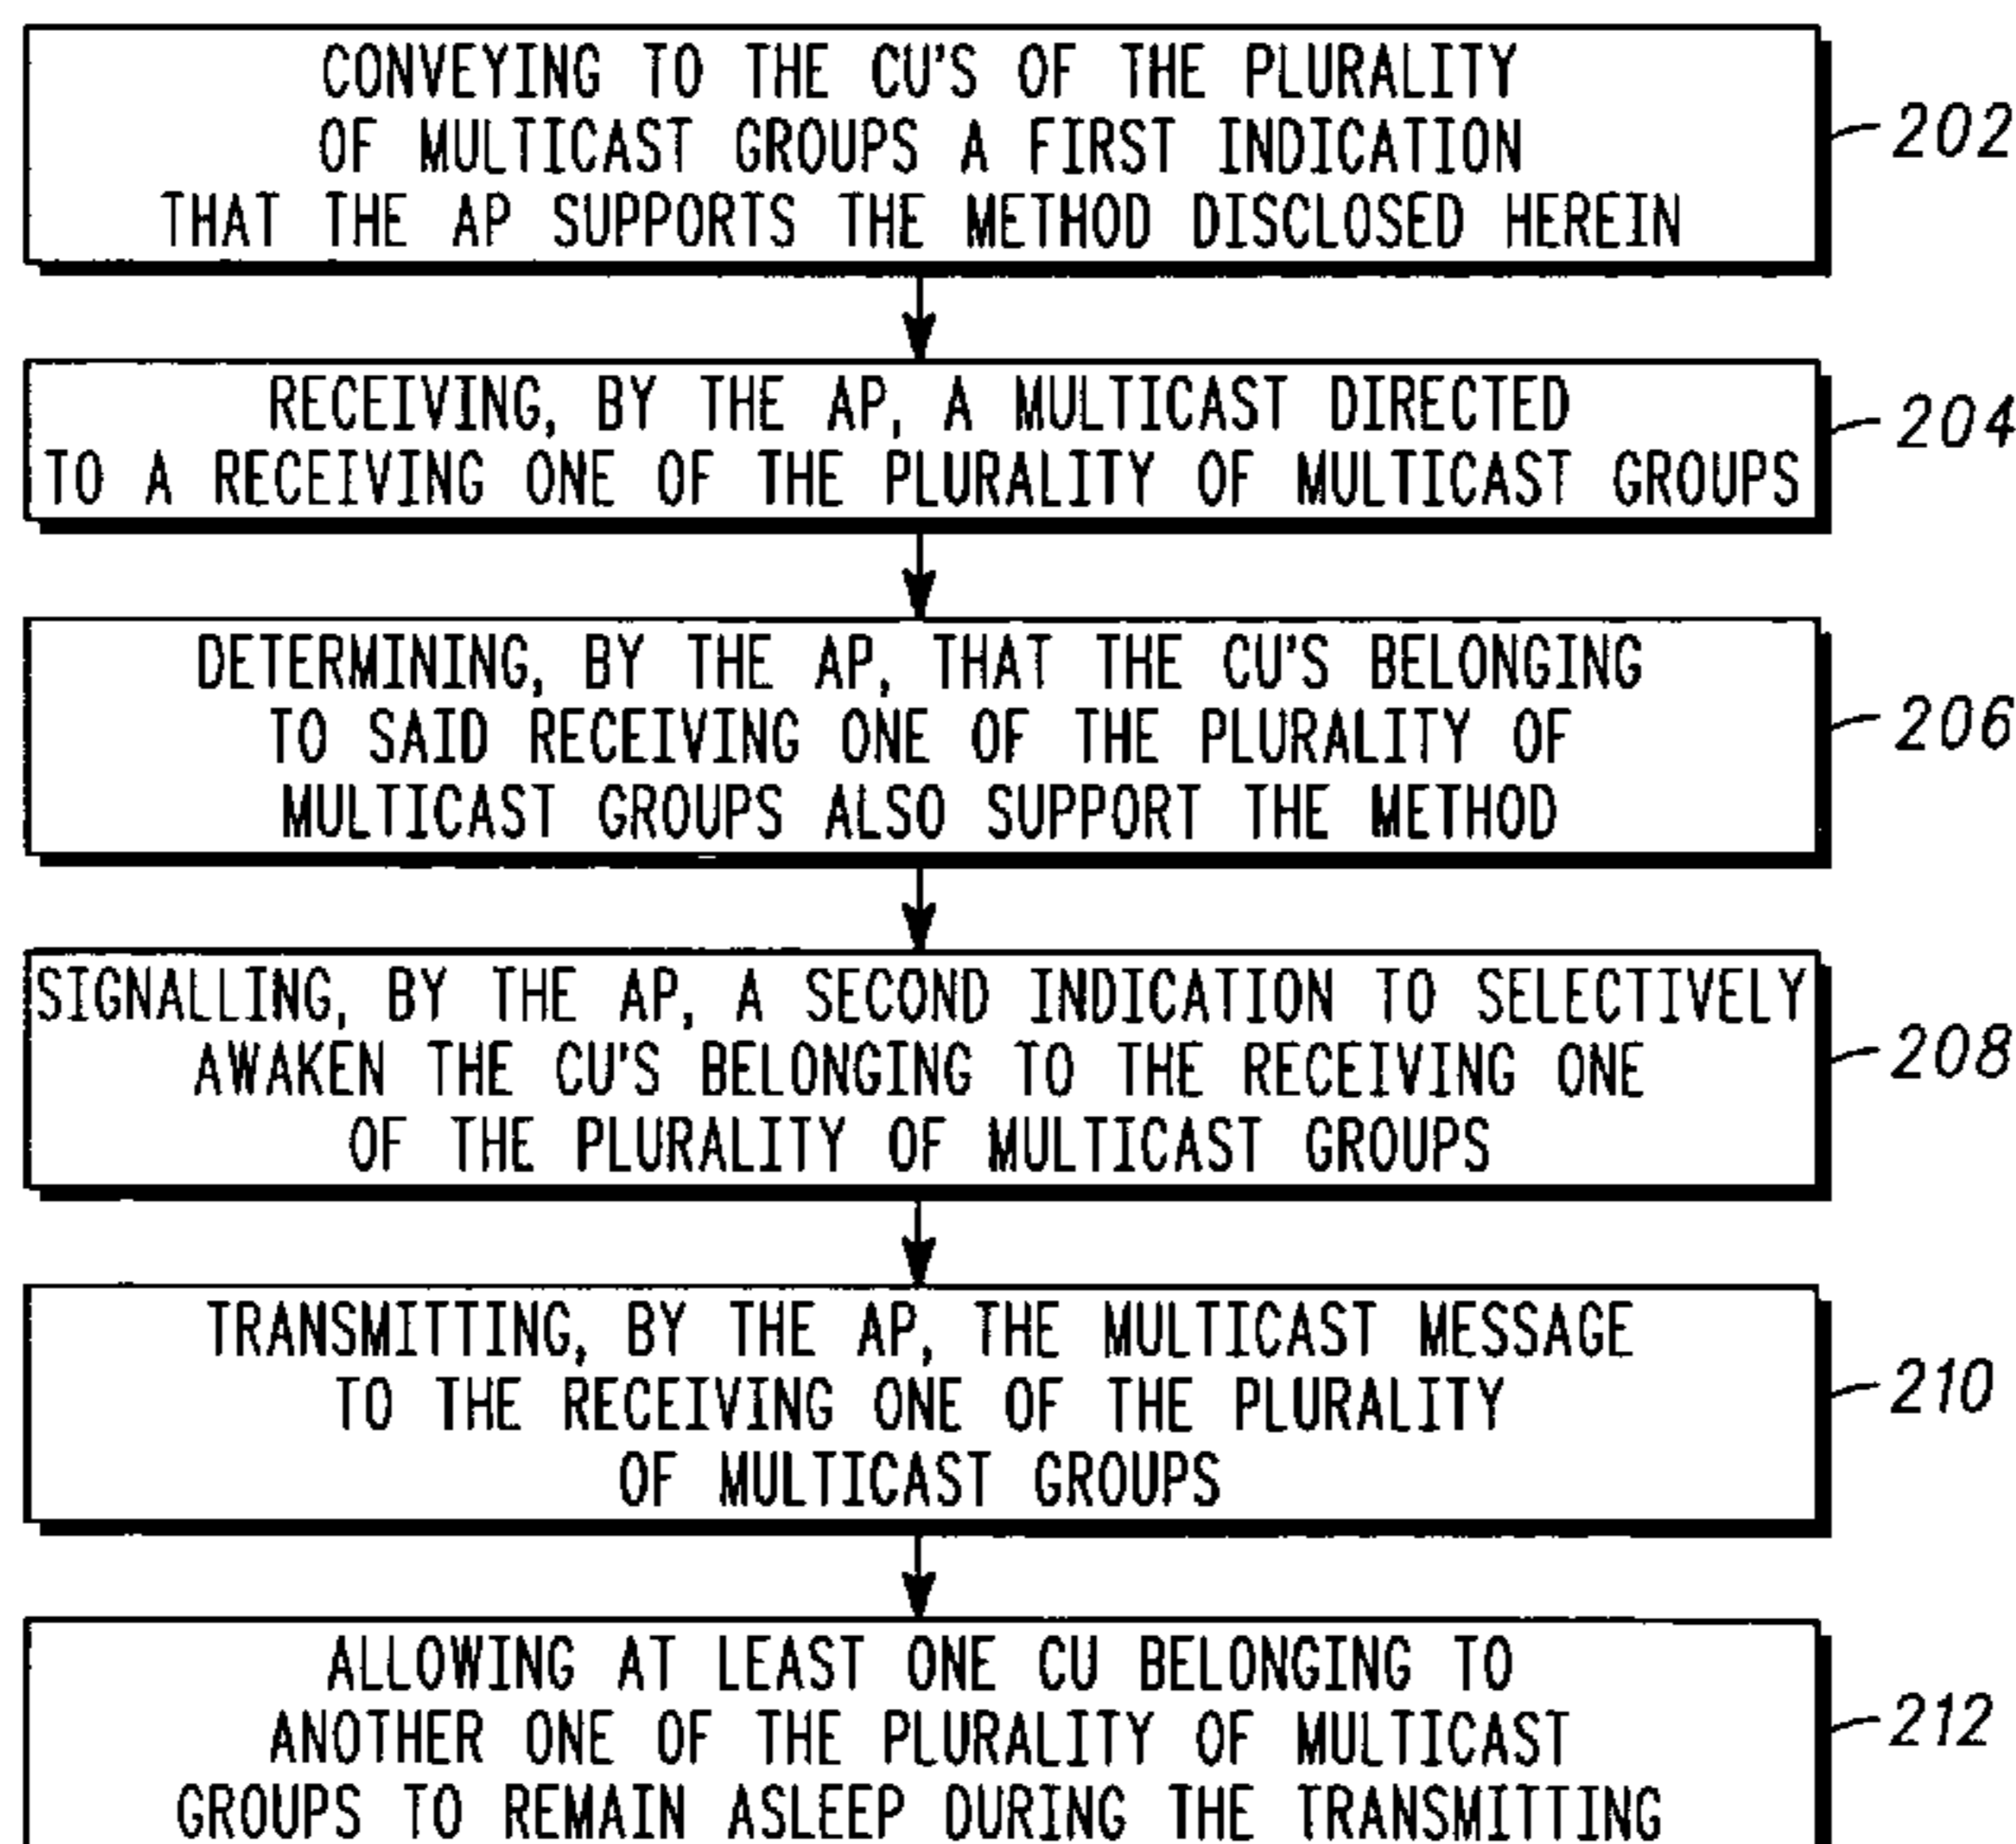 CONVEYING TO THE CU'S OF THE PLURALITY
OF MULTICAST GROUPS A FIRST INDICATION
THAT THE AP SUPPORTS THE METHOD DISCLOSED HEREIN
202
RECEIVING, BY THE AP, A MULTICAST DIRECTED
TO A RECEIVING ONE OF THE PLURALITY OF MULTICAST GROUPS
204
DETERMINING, BY THE AP, THAT THE CU'S BELONGING
TO SAID RECEIVING ONE OF THE PLURALITY OF
MULTICAST GROUPS ALSO SUPPORT THE METHOD
206
SIGNALLING, BY THE AP, A SECOND INDICATION TO SELECTIVELY
AWAKEN THE CU'S BELONGING TO THE RECEIVING ONE
OF THE PLURALITY OF MULTICAST GROUPS
208
TRANSMITTING, BY THE AP, THE MULTICAST MESSAGE
TO THE RECEIVING ONE OF THE PLURALITY
OF MULTICAST GROUPS
210
ALLOWING AT LEAST ONE CU BELONGING TO
ANOTHER ONE OF THE PLURALITY OF MULTICAST
GROUPS TO REMAIN ASLEEP DURING THE TRANSMITTING
212